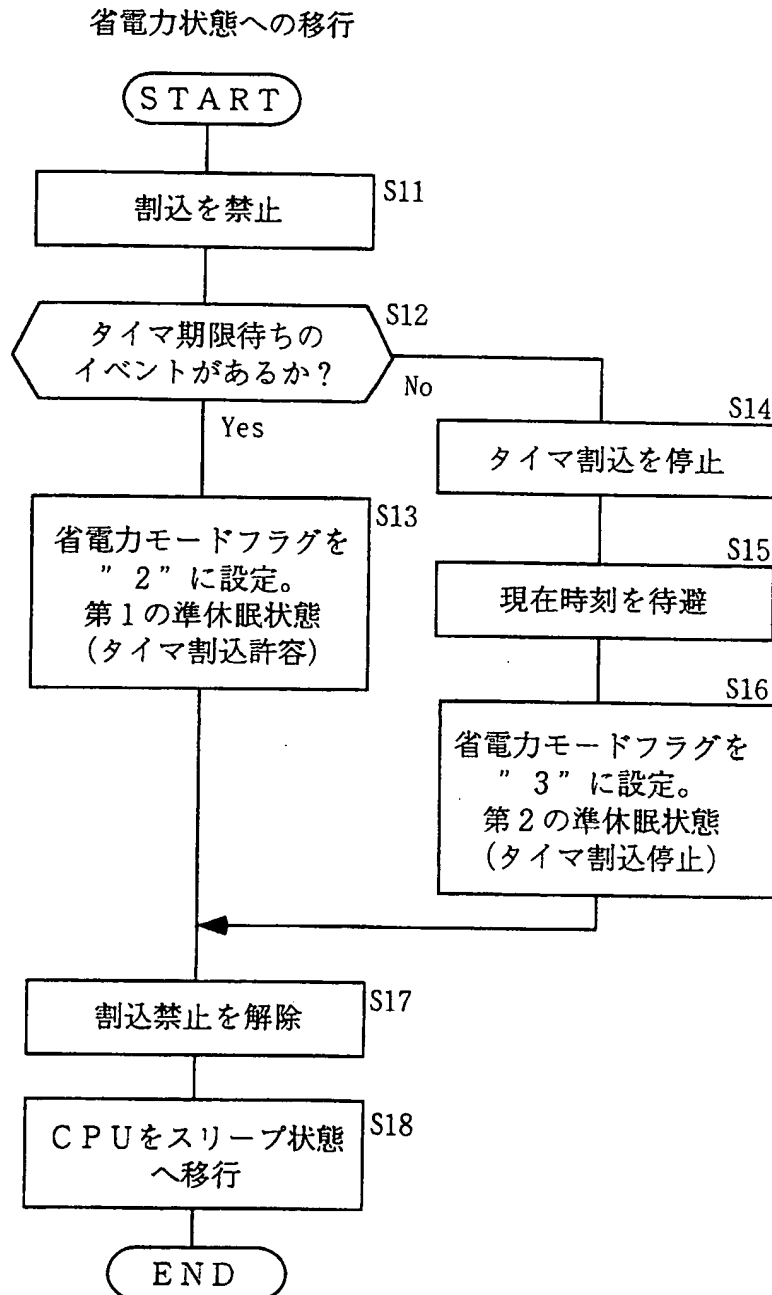 省電力状態への移行
START
割込を禁止
S11
タイマ期限待ちの
イベントがあるか?
S12
Yes
No
省電力モードフラグを
”2”に設定。
第1の準休眠状態
(タイマ割込許容)
S13
タイマ割込を停止
S14
現在時刻を待避
S15
省電力モードフラグを
”3”に設定。
第2の準休眠状態
(タイマ割込停止)
S16
割込禁止を解除
S17
CPUをスリープ状態
へ移行
S18
END